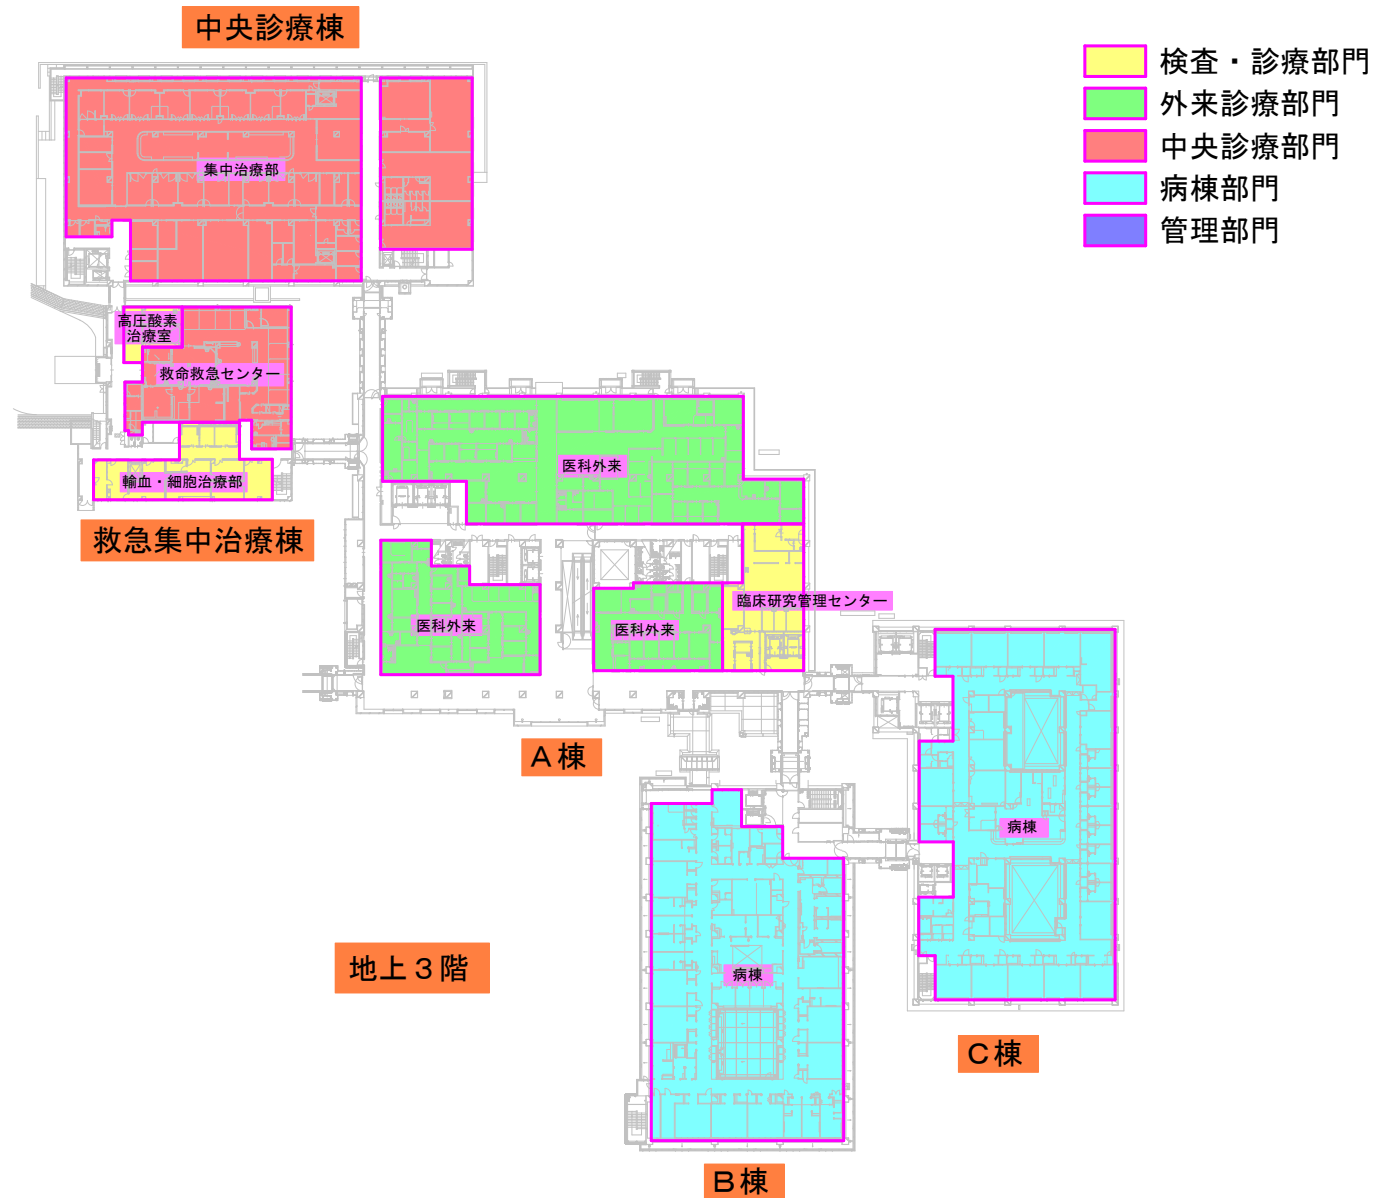 中央診療棟
検査・診療部門
外来診療部門
中央診療部門
病棟部門
管理部門
集中治療部
高圧酸素
治療室
救命救急センター
輸血・細胞治療部
救急集中治療棟
医科外来
医科外来
医科外来
臨床研究管理センター
A棟
病棟
病棟
地上3階
C棟
B棟